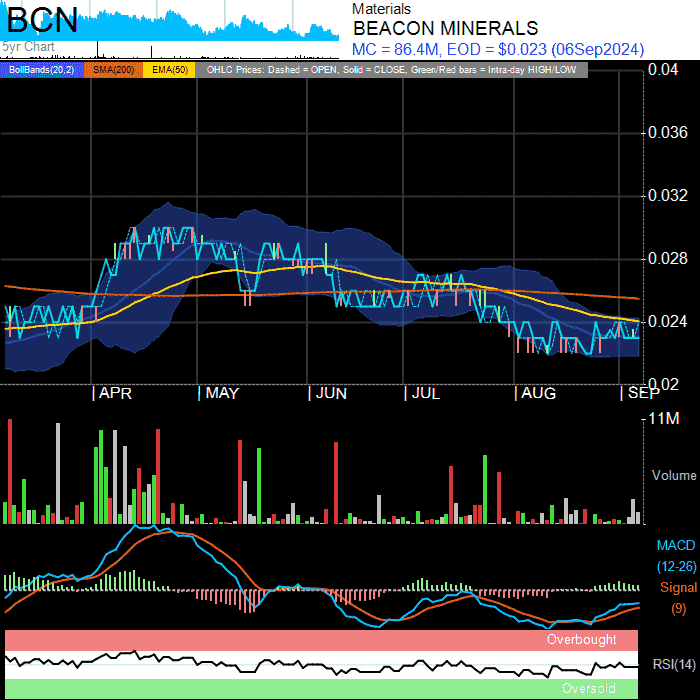 BCN
Materials
BEACON MINERALS
MC = 86.4M, EOD = $0.023 (06Sep2024)
5yr Chart
BollBands(20,2) SMA(200) EMA(50) OHLC Prices: Dashed = OPEN, Solid = CLOSE, Green/Red bars = Intra-day HIGH/LOW
0.04
0.036
0.032
0.028
0.024
0.02
APR MAY JUN JUL AUG SEP
11M
Volume
MACD
(12-26)
Signal
(9)
Overbought
RSI(14)
Oversold